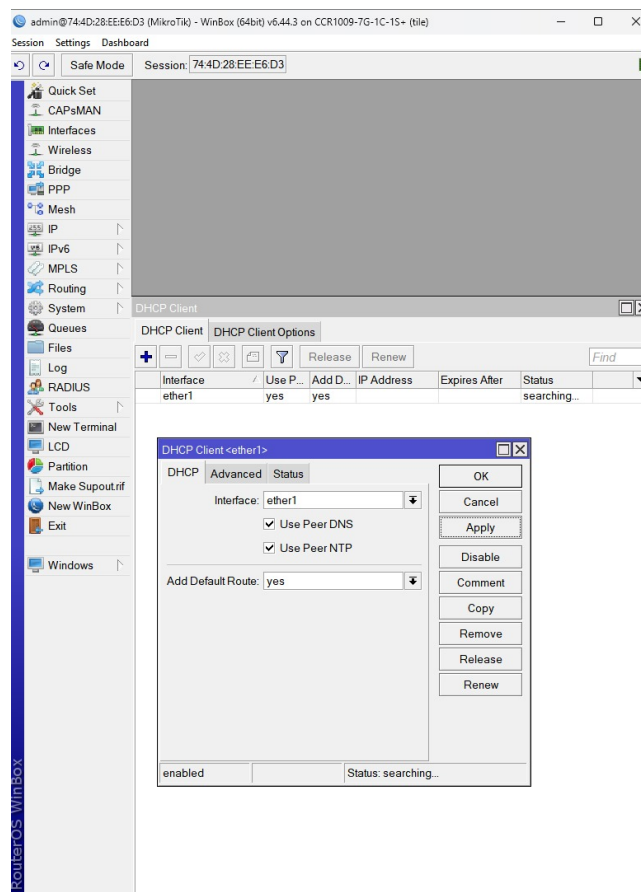 admin@74:4D:28:EE:E6:D3 (MikroTik) - WinBox (64bit) v6.44.3 on CCR1009-7G-1C-1S+ (tile)
Session Settings Dashboard
Safe Mode Session: 74:4D:28:EE:E6:D3
Quick Set
CAPsMAN
Interfaces
Wireless
Bridge
PPP
Mesh
IP
IPv6
MPLS
Routing
System
Queues
Files
Log
RADIUS
Tools
New Terminal
LCD
Partition
Make Supout.rif
New WinBox
Exit
Windows
RouterOS WinBox
DHCP Client
DHCP Client DHCP Client Options
Release Renew Find
Interface Use P... Add D... IP Address Expires After Status
ether1 yes yes searching...
DHCP Client <ether1>
DHCP Advanced Status
Interface: ether1
Use Peer DNS
Use Peer NTP
Add Default Route: yes
OK
Cancel
Apply
Disable
Comment
Copy
Remove
Release
Renew
enabled Status: searching...